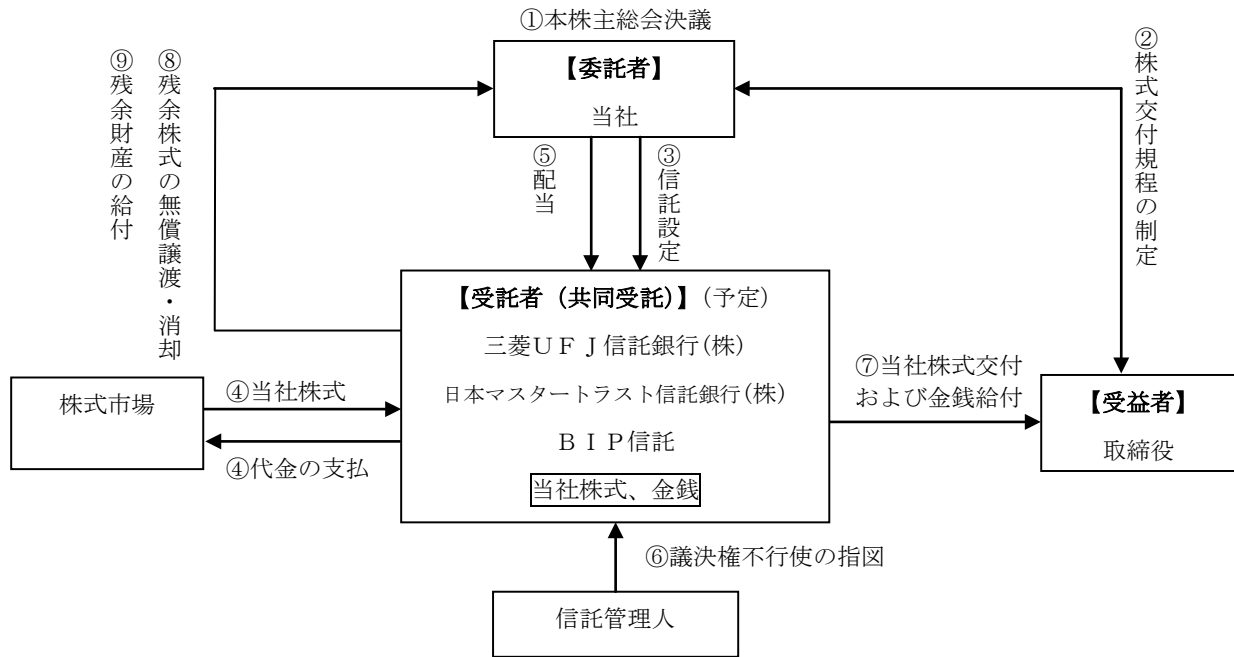 ①本株主総会決議
【委託者】
当社
②株式交付規程の制定
⑧残余株式の無償譲渡・消却
⑨残余財産の給付
⑤配当
③信託設定
【受託者（共同受託）】(予定)
三菱ＵＦＪ信託銀行(株)
日本マスタートラスト信託銀行(株)
ＢＩＰ信託
当社株式、金銭
株式市場
④当社株式
④代金の支払
⑦当社株式交付
および金銭給付
【受益者】
取締役
⑥議決権不行使の指図
信託管理人